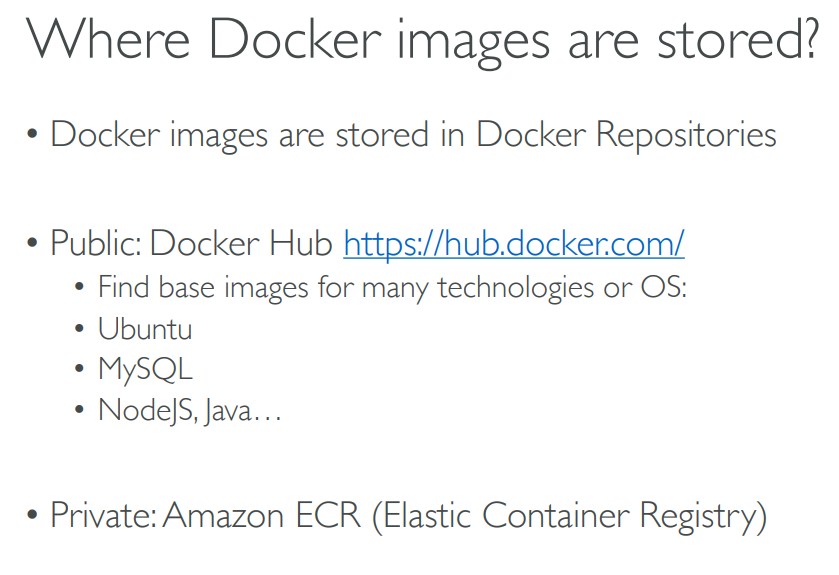 Where Docker images are stored?
• Docker images are stored in Docker Repositories
• Public: Docker Hub https://hub.docker.com/
• Find base images for many technologies or OS:
• Ubuntu
• MySQL
• NodeJS, Java…
• Private: Amazon ECR (Elastic Container Registry)